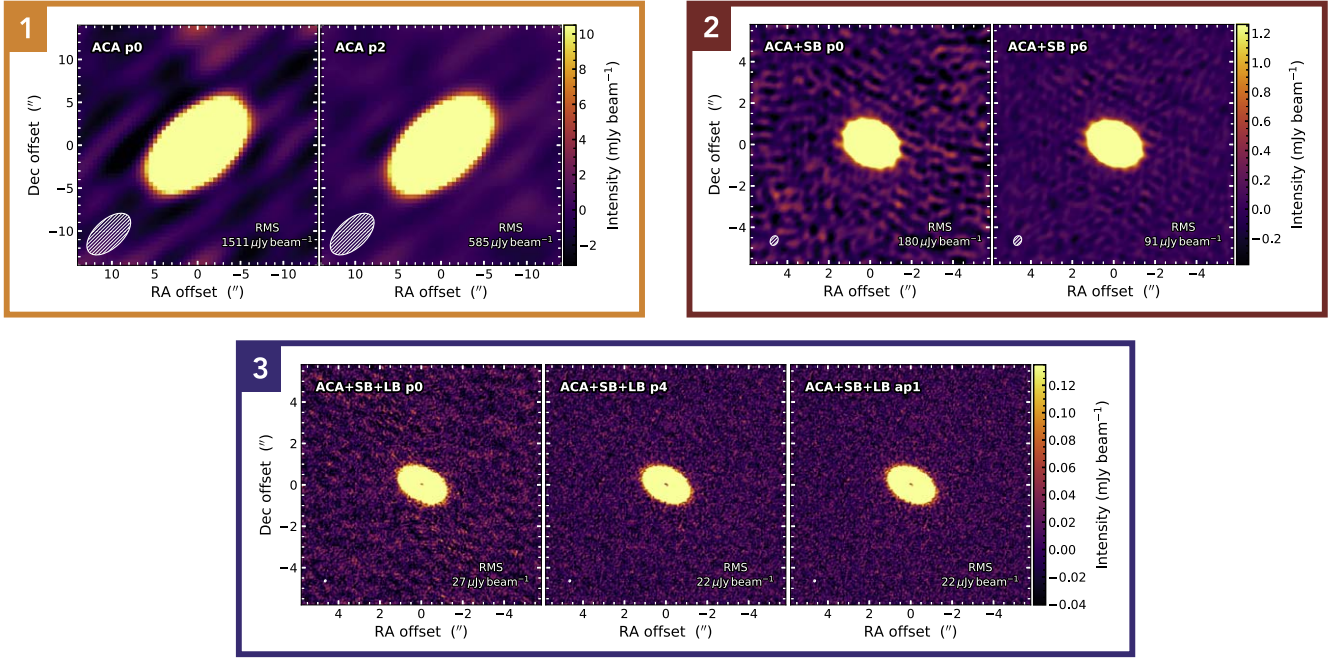 1
ACA p0
ACA p2
10
5
0
−5
−10
Dec offset (″)
RMS
1511 μJy beam⁻¹
RMS
585 μJy beam⁻¹
10 5 0 −5 −10
10 5 0 −5 −10
RA offset (″)
RA offset (″)
10
8
6
4
2
0
−2
Intensity (mJy beam⁻¹)
2
ACA+SB p0
ACA+SB p6
4
2
0
−2
−4
Dec offset (″)
RMS
180 μJy beam⁻¹
RMS
91 μJy beam⁻¹
4 2 0 −2 −4
4 2 0 −2 −4
RA offset (″)
RA offset (″)
1.2
1.0
0.8
0.6
0.4
0.2
0.0
−0.2
Intensity (mJy beam⁻¹)
3
ACA+SB+LB p0
ACA+SB+LB p4
ACA+SB+LB ap1
4
2
0
−2
−4
Dec offset (″)
RMS
27 μJy beam⁻¹
RMS
22 μJy beam⁻¹
RMS
22 μJy beam⁻¹
4 2 0 −2 −4
4 2 0 −2 −4
4 2 0 −2 −4
RA offset (″)
RA offset (″)
RA offset (″)
0.12
0.10
0.08
0.06
0.04
0.02
0.00
−0.02
−0.04
Intensity (mJy beam⁻¹)